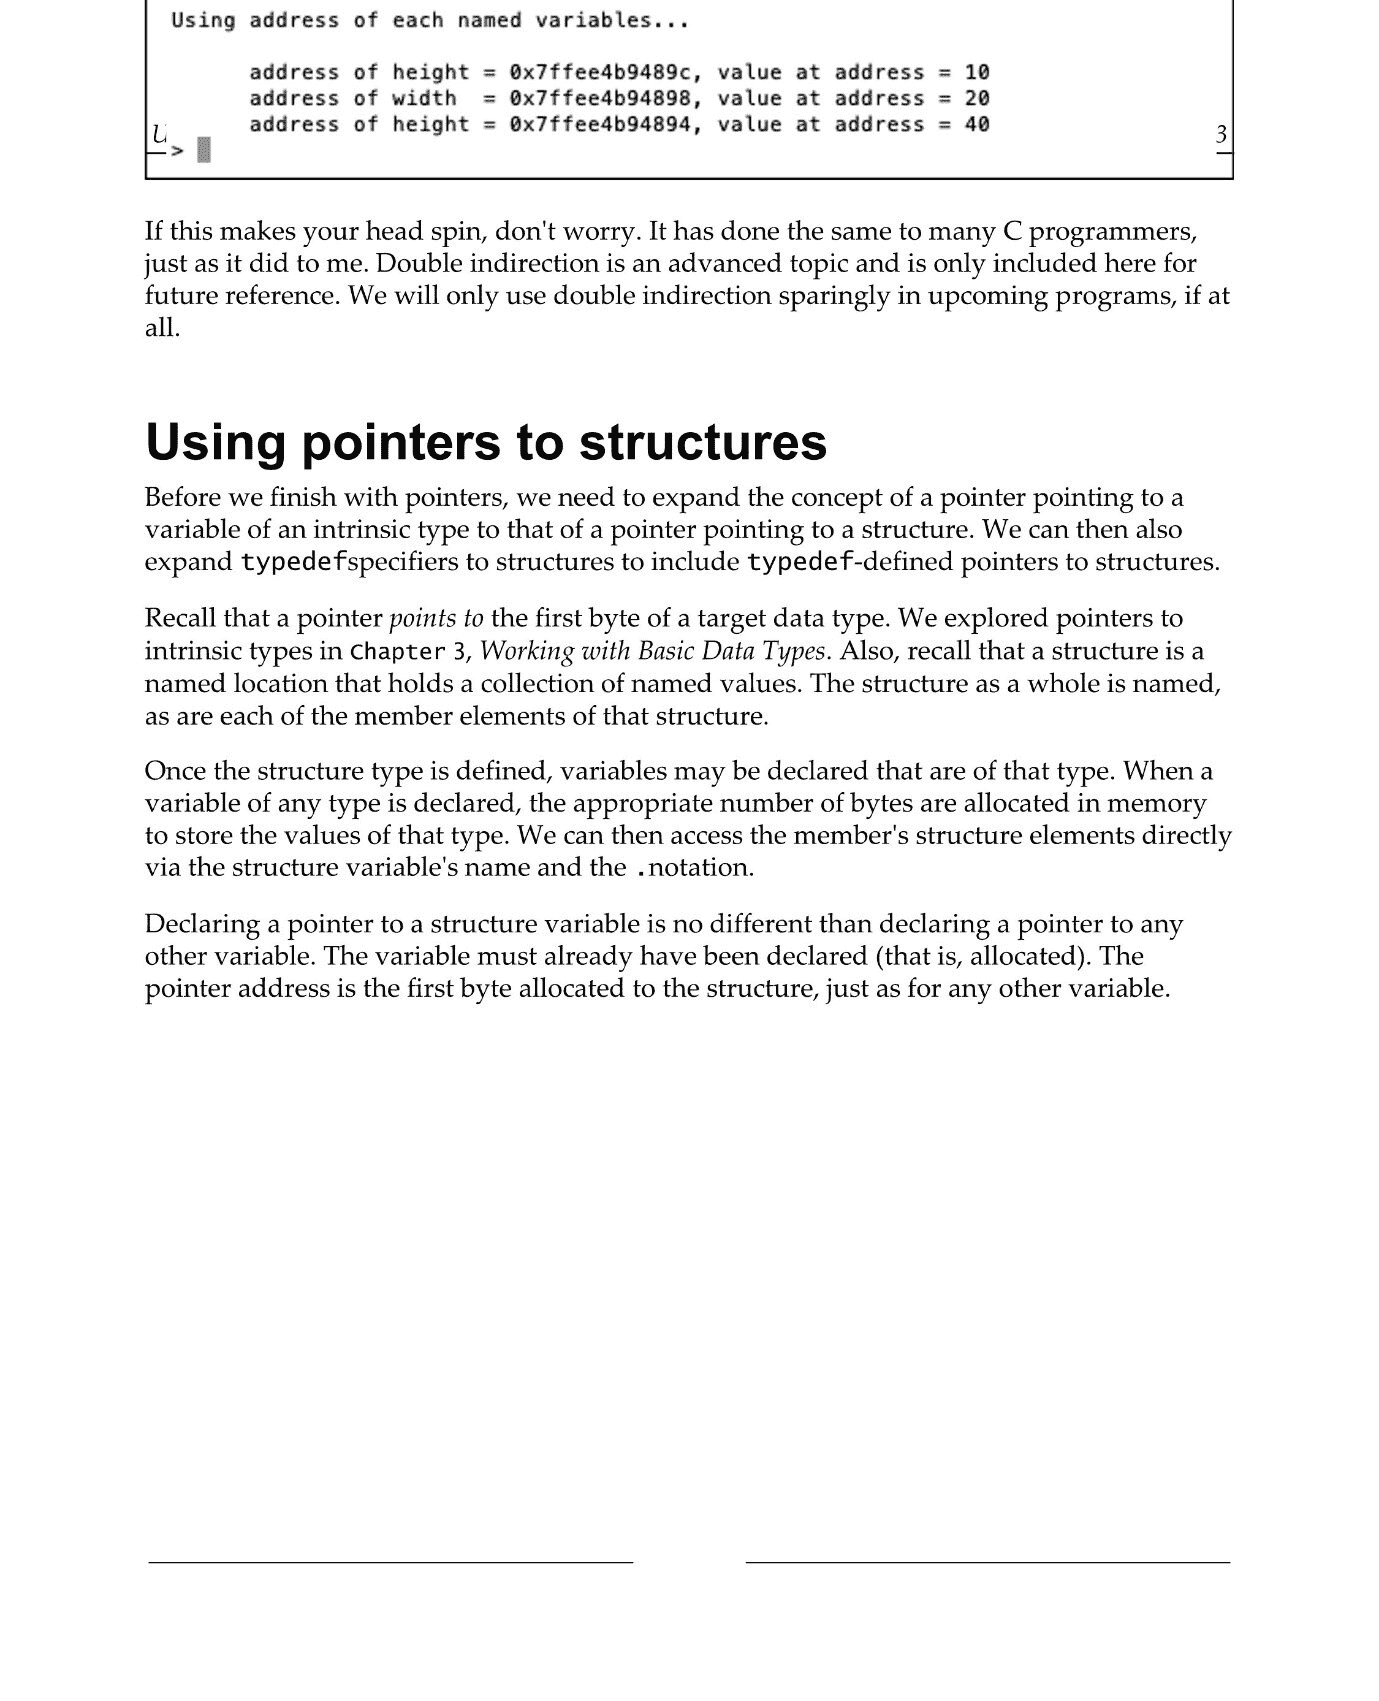 Using address of each named variables...
address of height = 0x7ffee4b9489c, value at address = 10
address of width  = 0x7ffee4b94898, value at address = 20
address of height = 0x7ffee4b94894, value at address = 40
U 3
>
If this makes your head spin, don't worry. It has done the same to many C programmers,
just as it did to me. Double indirection is an advanced topic and is only included here for
future reference. We will only use double indirection sparingly in upcoming programs, if at
all.
Using pointers to structures
Before we finish with pointers, we need to expand the concept of a pointer pointing to a
variable of an intrinsic type to that of a pointer pointing to a structure. We can then also
expand typedefspecifiers to structures to include typedef-defined pointers to structures.
Recall that a pointer points to the first byte of a target data type. We explored pointers to
intrinsic types in Chapter 3, Working with Basic Data Types. Also, recall that a structure is a
named location that holds a collection of named values. The structure as a whole is named,
as are each of the member elements of that structure.
Once the structure type is defined, variables may be declared that are of that type. When a
variable of any type is declared, the appropriate number of bytes are allocated in memory
to store the values of that type. We can then access the member's structure elements directly
via the structure variable's name and the .notation.
Declaring a pointer to a structure variable is no different than declaring a pointer to any
other variable. The variable must already have been declared (that is, allocated). The
pointer address is the first byte allocated to the structure, just as for any other variable.